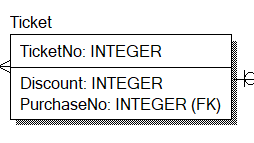 Ticket
TicketNo: INTEGER
Discount: INTEGER
PurchaseNo: INTEGER (FK)